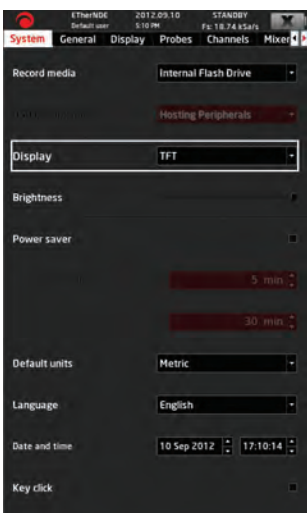 EtherNDE 2012.09.10 STANDBY
Default user 5:10 PM Fs: 18.74 kSa/s
System General Display Probes Channels Mixer
Record media Internal Flash Drive
Hosting Peripherals
Display TFT
Brightness
Power saver
5 min
30 min
Default units Metric
Language English
Date and time 10 Sep 2012 17:10:14
Key click